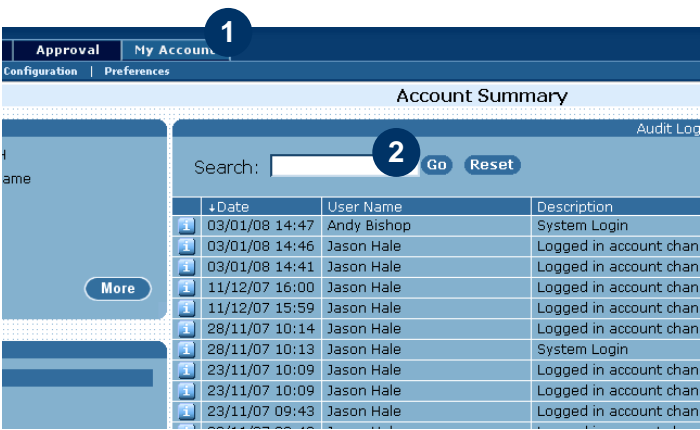 1
Approval My Accoun
Configuration | Preferences
Account Summary
Audit Log
H
ame
Search: 2 Go Reset
↓Date User Name Description
i 03/01/08 14:47 Andy Bishop System Login
i 03/01/08 14:46 Jason Hale Logged in account chan
i 03/01/08 14:41 Jason Hale Logged in account chan
More
i 11/12/07 16:00 Jason Hale Logged in account chan
i 11/12/07 15:59 Jason Hale Logged in account chan
i 28/11/07 10:14 Jason Hale Logged in account chan
i 28/11/07 10:13 Jason Hale System Login
i 23/11/07 10:09 Jason Hale Logged in account chan
i 23/11/07 10:09 Jason Hale Logged in account chan
i 23/11/07 09:43 Jason Hale Logged in account chan